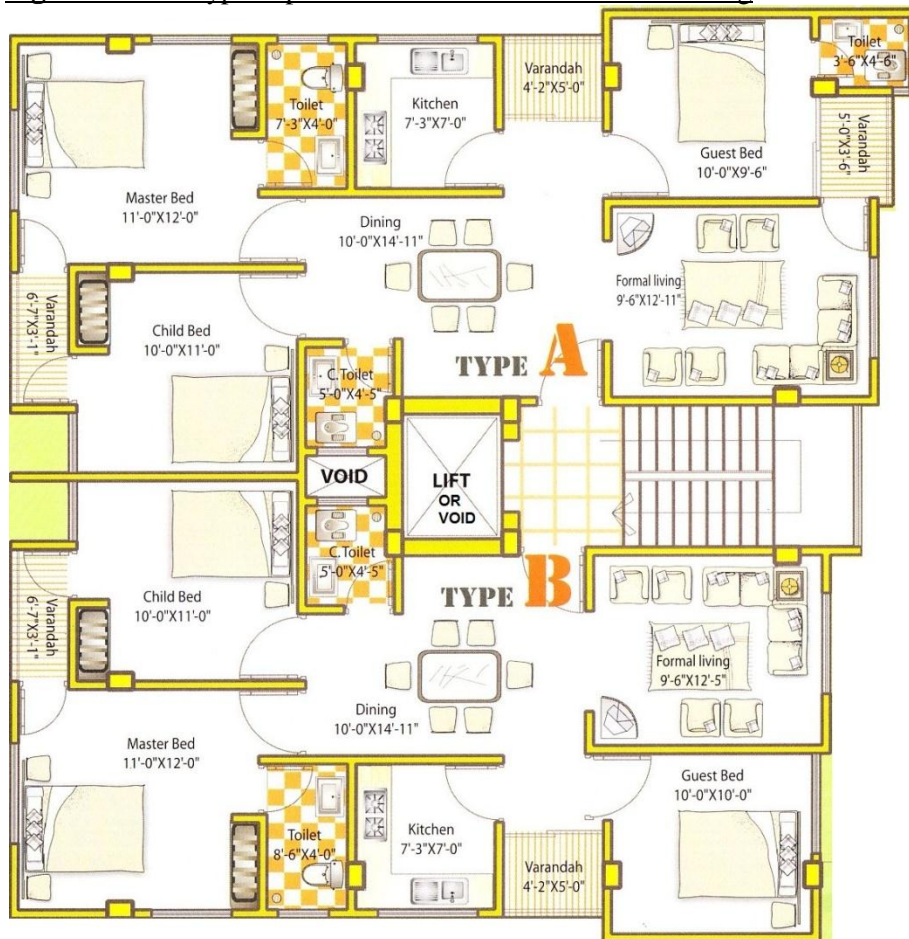 Toilet
3'-6"X4'-6"
Varandah
4'-2"X5'-0"
Toilet
7'-3"X4'-0"
Kitchen
7'-3"X7'-0"
Varandah
5'-0"X3'-6"
Guest Bed
10'-0"X9'-6"
Master Bed
11'-0"X12'-0"
Dining
10'-0"X14'-11"
Formal living
9'-6"X12'-11"
Varandah
6'-7"X3'-1"
Child Bed
10'-0"X11'-0"
TYPE A
C.Toilet
5'-0"X4'-5"
VOID
LIFT
OR
VOID
C.Toilet
5'-0"X4'-5"
TYPE B
Child Bed
10'-0"X11'-0"
Varandah
6'-7"X3'-1"
Formal living
9'-6"X12'-5"
Dining
10'-0"X14'-11"
Master Bed
11'-0"X12'-0"
Guest Bed
10'-0"X10'-0"
Toilet
8'-6"X4'-0"
Kitchen
7'-3"X7'-0"
Varandah
4'-2"X5'-0"